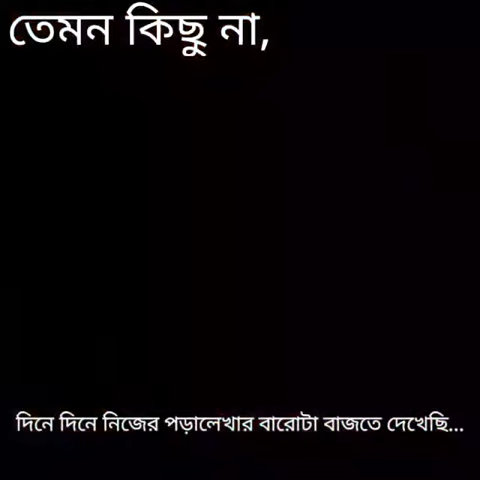 তেমন কিছু না,
দিনে দিনে নিজের পড়ালেখার বারোটা বাজতে দেখেছি...